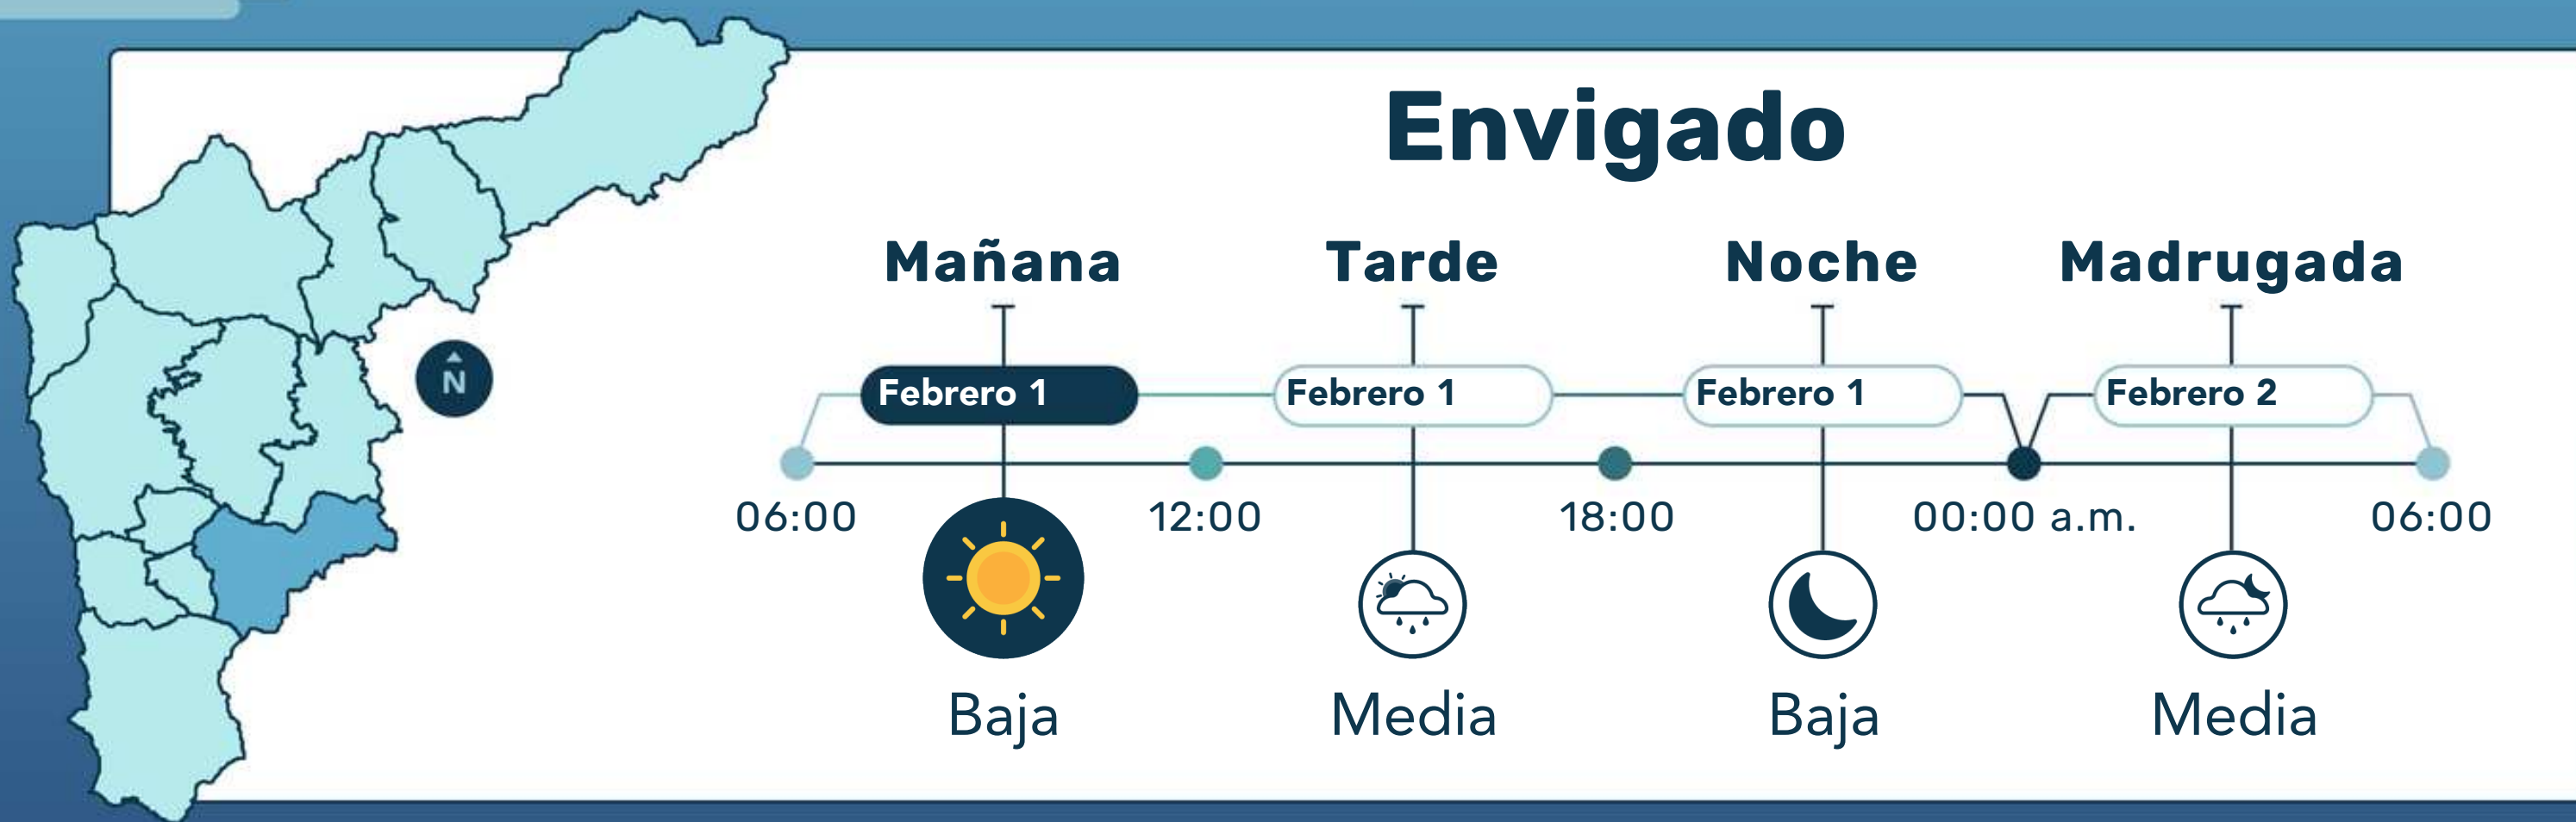 Envigado
Mañana Tarde Noche Madrugada
N
Febrero 1 Febrero 1 Febrero 1 Febrero 2
06:00 12:00 18:00 00:00 a.m. 06:00
Baja Media Baja Media